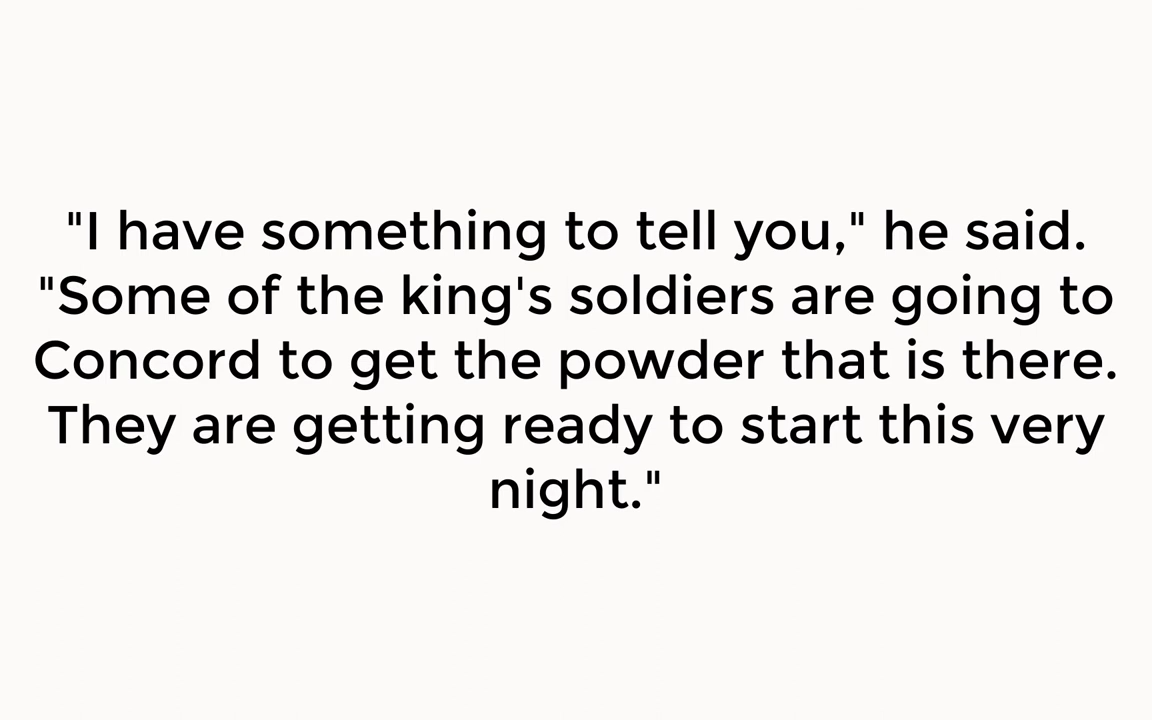 "I have something to tell you," he said.
"Some of the king's soldiers are going to
Concord to get the powder that is there.
They are getting ready to start this very
night."